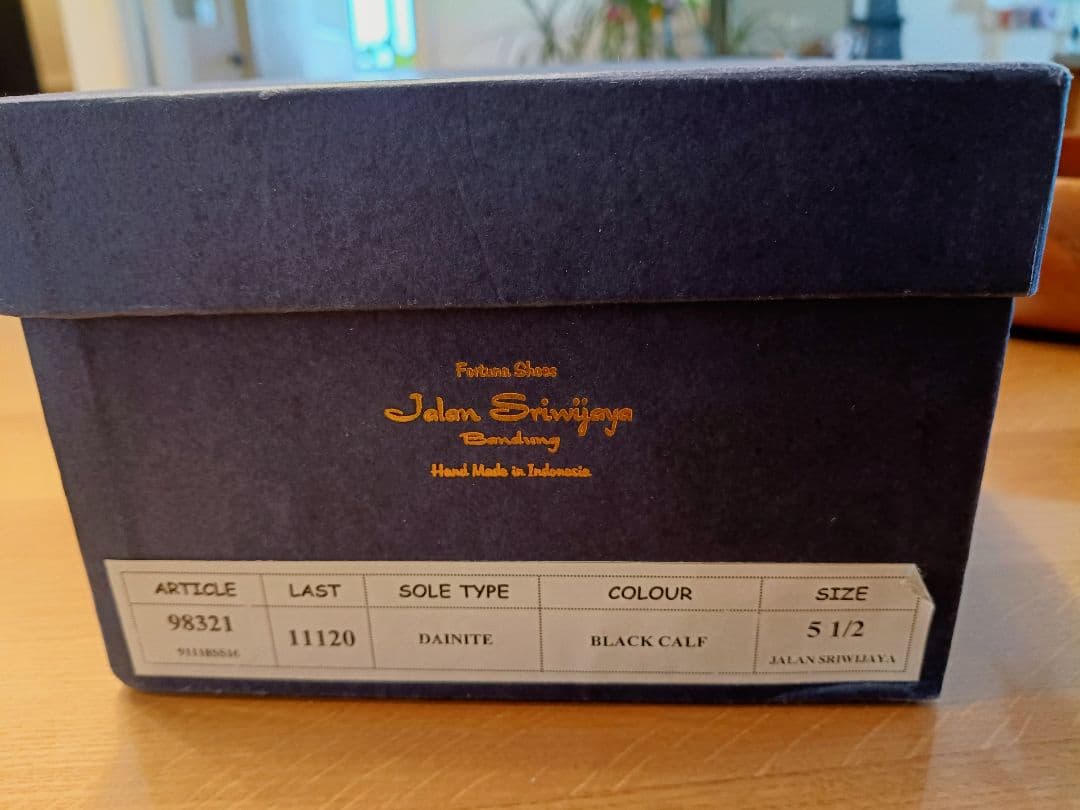 Fortuna Shoes
Jalan Sriwijaya
Bandung
Hand Made in Indonesia
ARTICLE LAST SOLE TYPE COLOUR SIZE
98321 11120 DAINITE BLACK CALF 5 1/2
JALAN SRIWIJAYA